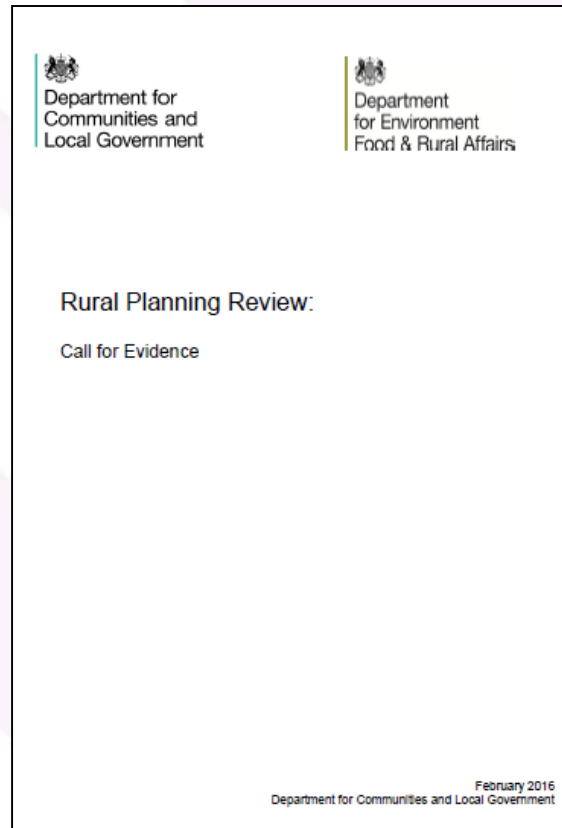 Department for
Communities and
Local Government
Department
for Environment
Food & Rural Affairs
Rural Planning Review:
Call for Evidence
February 2016
Department for Communities and Local Government